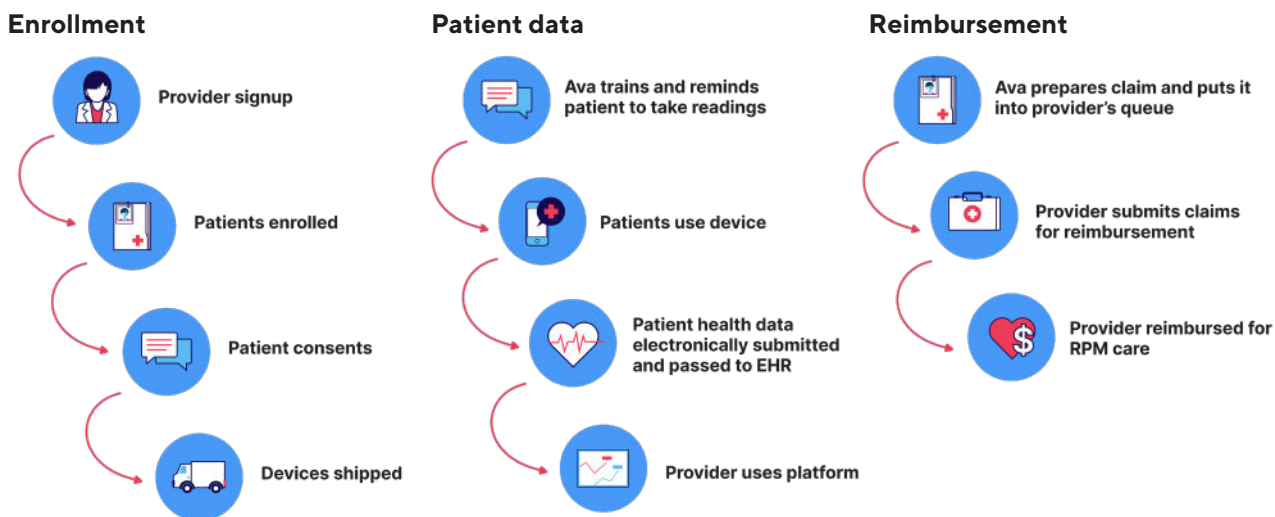 Enrollment
Provider signup
Patients enrolled
Patient consents
Devices shipped
Patient data
Ava trains and reminds
patient to take readings
Patients use device
Patient health data
electronically submitted
and passed to EHR
Provider uses platform
Reimbursement
Ava prepares claim and puts it
into provider's queue
Provider submits claims
for reimbursement
$
Provider reimbursed for
RPM care